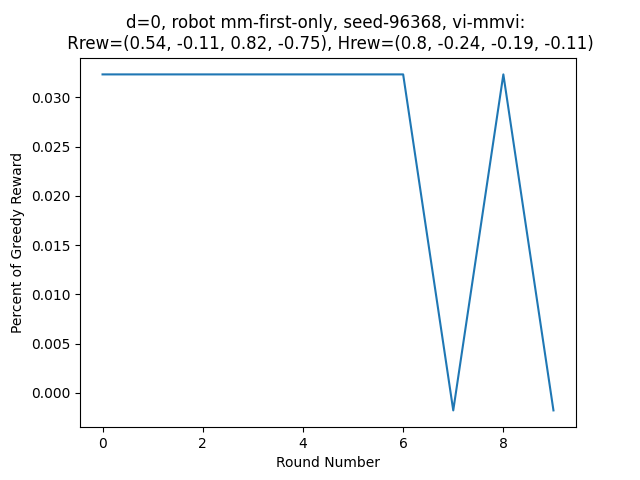 d=0, robot mm-first-only, seed-96368, vi-mmvi:
Rrew=(0.54, -0.11, 0.82, -0.75), Hrew=(0.8, -0.24, -0.19, -0.11)
0.030
0.025
0.020
0.015
0.010
0.005
0.000
Percent of Greedy Reward
0 2 4 6 8
Round Number